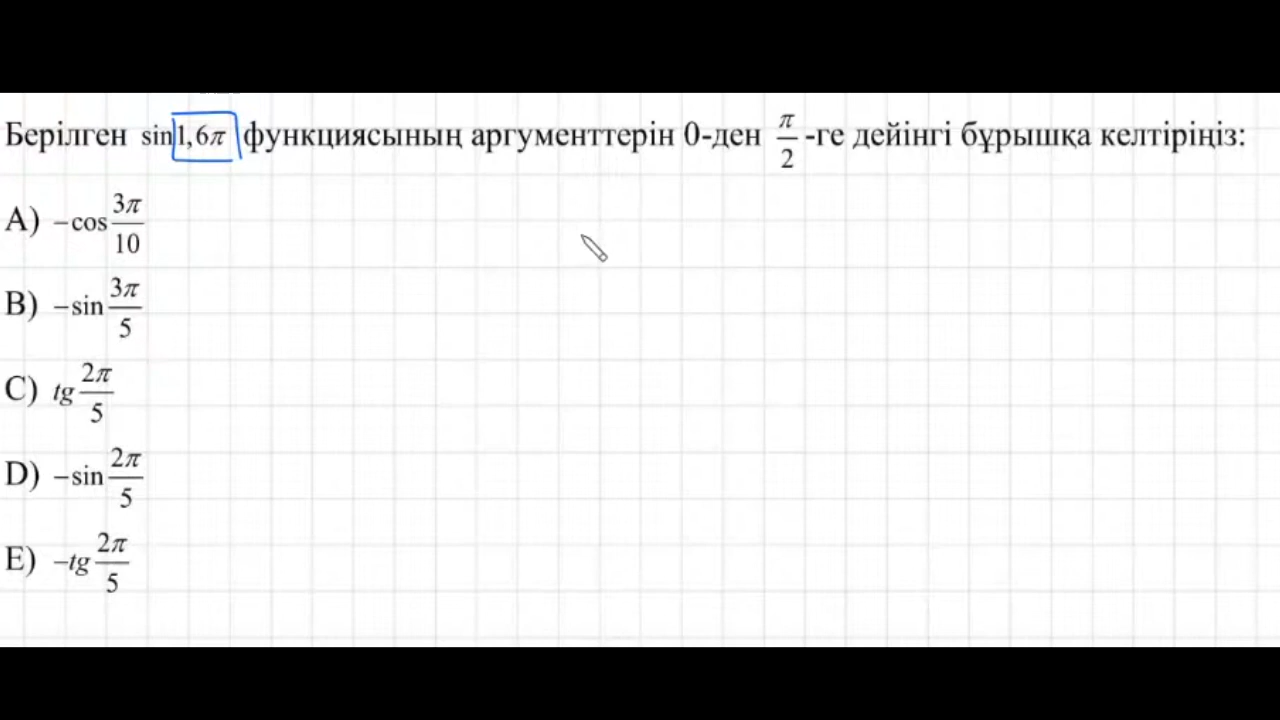 Берілген sin1,6π функциясының аргументтерін 0-ден π/2 -ге дейінгі бұрышқа келтіріңіз:
A) −cos 3π/10
B) −sin 3π/5
C) tg 2π/5
D) −sin 2π/5
E) −tg 2π/5